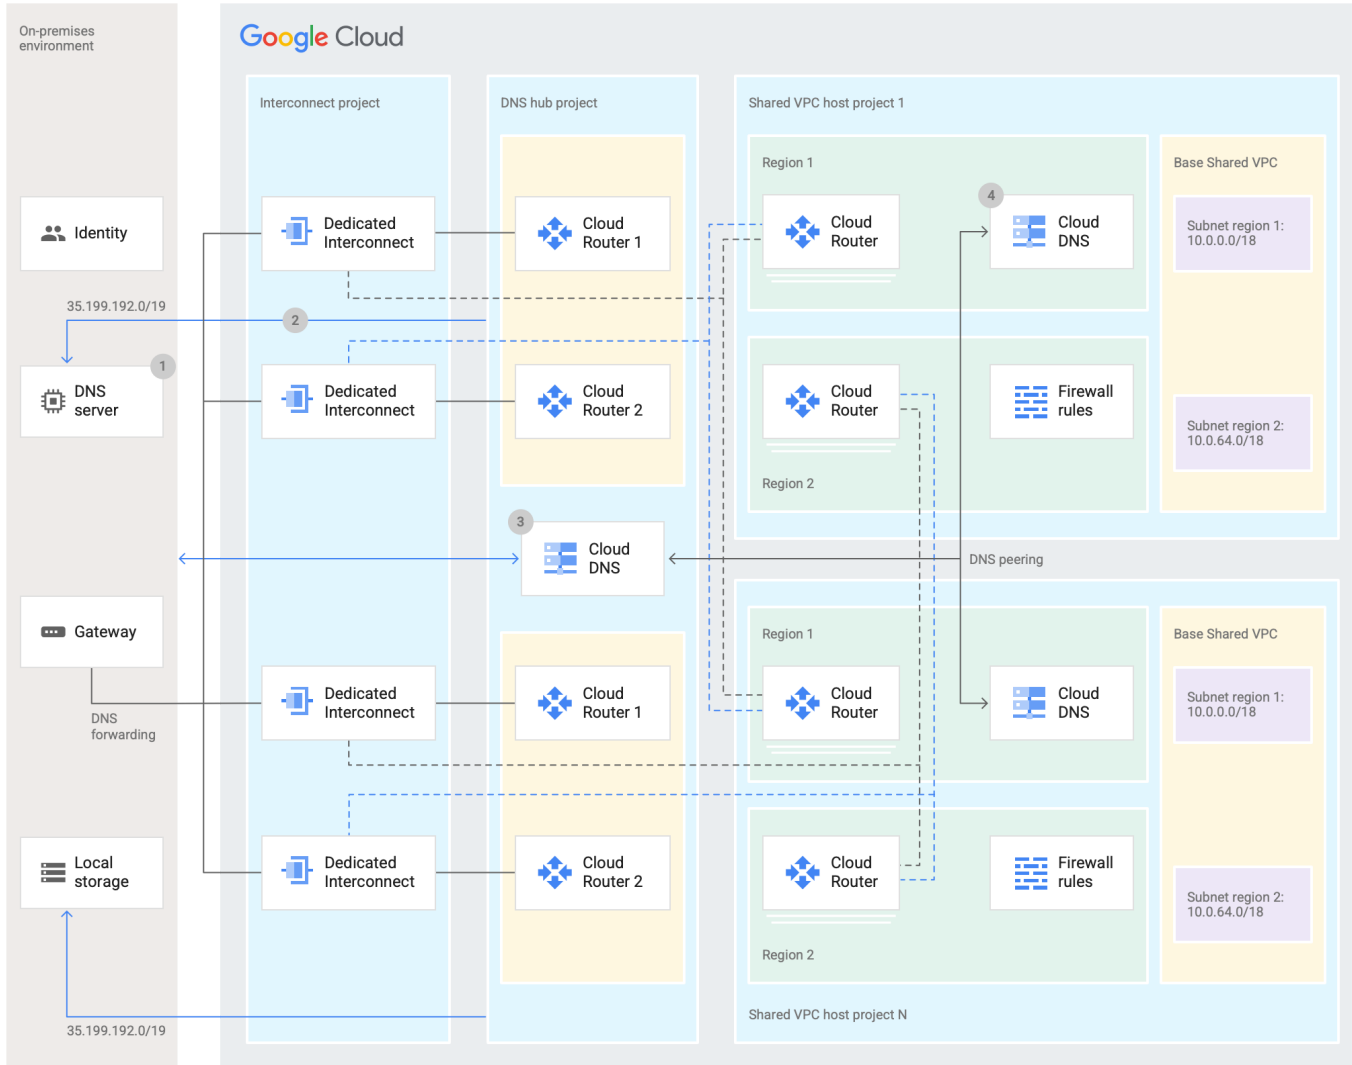 On-premises
environment
Google Cloud
Interconnect project
DNS hub project
Shared VPC host project 1
Region 1
Base Shared VPC
Identity
Dedicated
Interconnect
Cloud
Router 1
Cloud
Router
4
Cloud
DNS
Subnet region 1:
10.0.0.0/18
35.199.192.0/19
2
1
DNS
server
Dedicated
Interconnect
Cloud
Router 2
Cloud
Router
Firewall
rules
Subnet region 2:
10.0.64.0/18
Region 2
3
Cloud
DNS
DNS peering
Gateway
DNS
forwarding
Region 1
Base Shared VPC
Dedicated
Interconnect
Cloud
Router 1
Cloud
Router
Cloud
DNS
Subnet region 1:
10.0.0.0/18
Local
storage
Dedicated
Interconnect
Cloud
Router 2
Cloud
Router
Firewall
rules
Subnet region 2:
10.0.64.0/18
Region 2
35.199.192.0/19
Shared VPC host project N